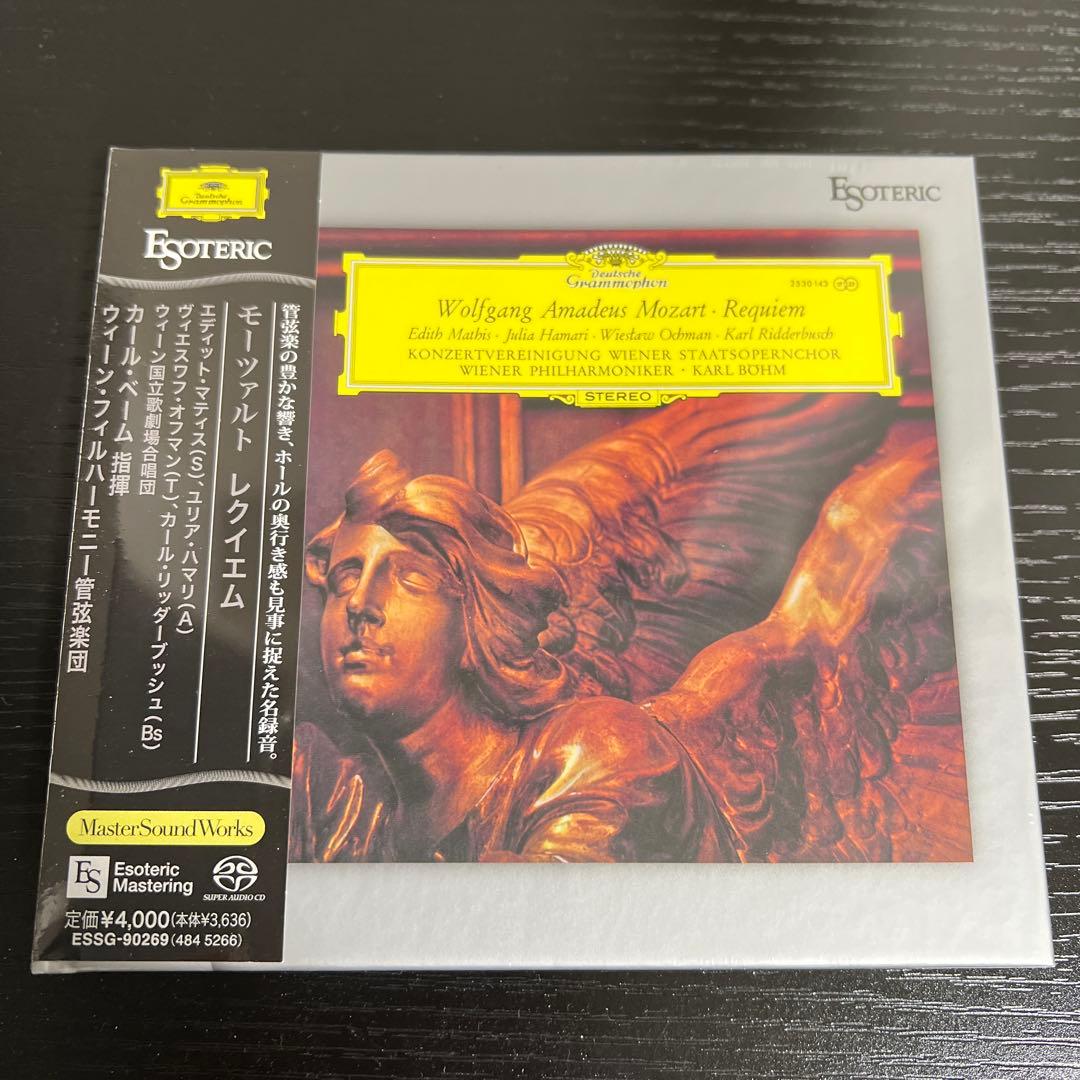 Deutsche
Grammophon
ESOTERIC
管弦楽の豊かな響き、ホールの奥行き感も見事に捉えた名録音。
モーツァルト レクイエム
エディット・マティス(S)、ユリア・ハマリ(A)
ヴィエスワフ・オフマン(T)、カール・リッダーブッシュ(Bs)
ウィーン国立歌劇場合唱団
カール・ベーム 指揮
ウィーン・フィルハーモニー管弦楽団
MasterSoundWorks
ES
Esoteric
Mastering
SUPER AUDIO CD
定価¥4,000(本体¥3,636)
ESSG-90269(484 5266)
ESOTERIC
Deutsche
Grammophon
2530 143
Wolfgang Amadeus Mozart · Requiem
Edith Mathis · Julia Hamari · Wiesław Ochman · Karl Ridderbusch
KONZERTVEREINIGUNG WIENER STAATSOPERNCHOR
WIENER PHILHARMONIKER · KARL BÖHM
STEREO